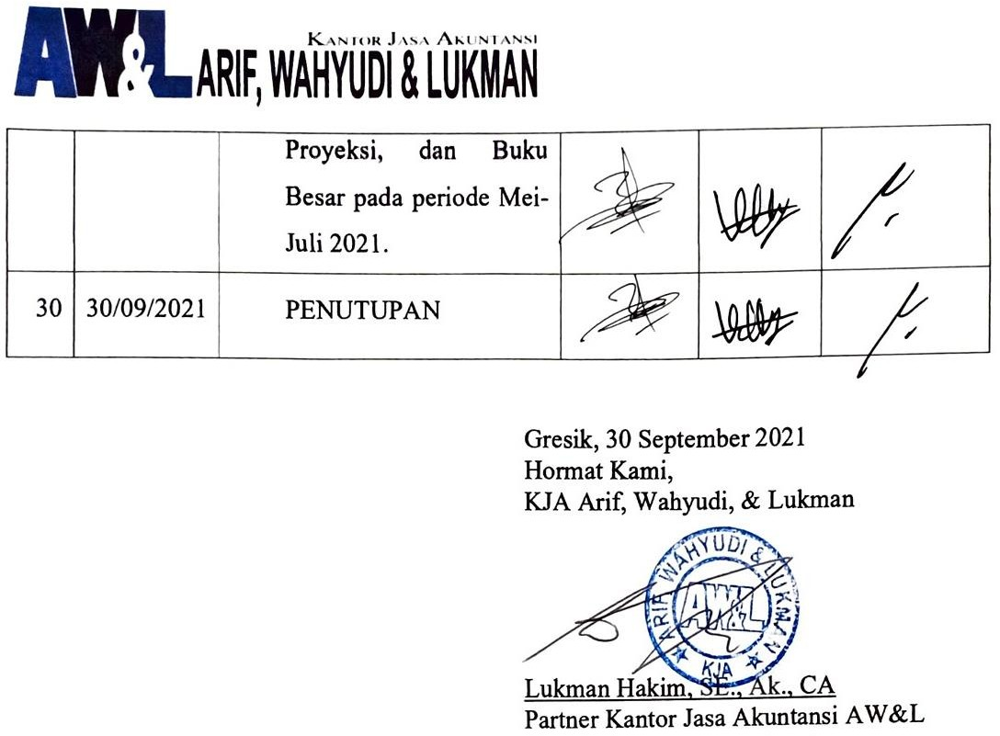 AW&L
KANTOR JASA AKUNTANSI
ARIF, WAHYUDI & LUKMAN
Proyeksi, dan Buku
Besar pada periode Mei-
Juli 2021.
30 30/09/2021 PENUTUPAN
Gresik, 30 September 2021
Hormat Kami,
KJA Arif, Wahyudi, & Lukman
ARIF WAHYUDI & LUKMAN
AW&L
KJA
Lukman Hakim, SE., Ak., CA
Partner Kantor Jasa Akuntansi AW&L